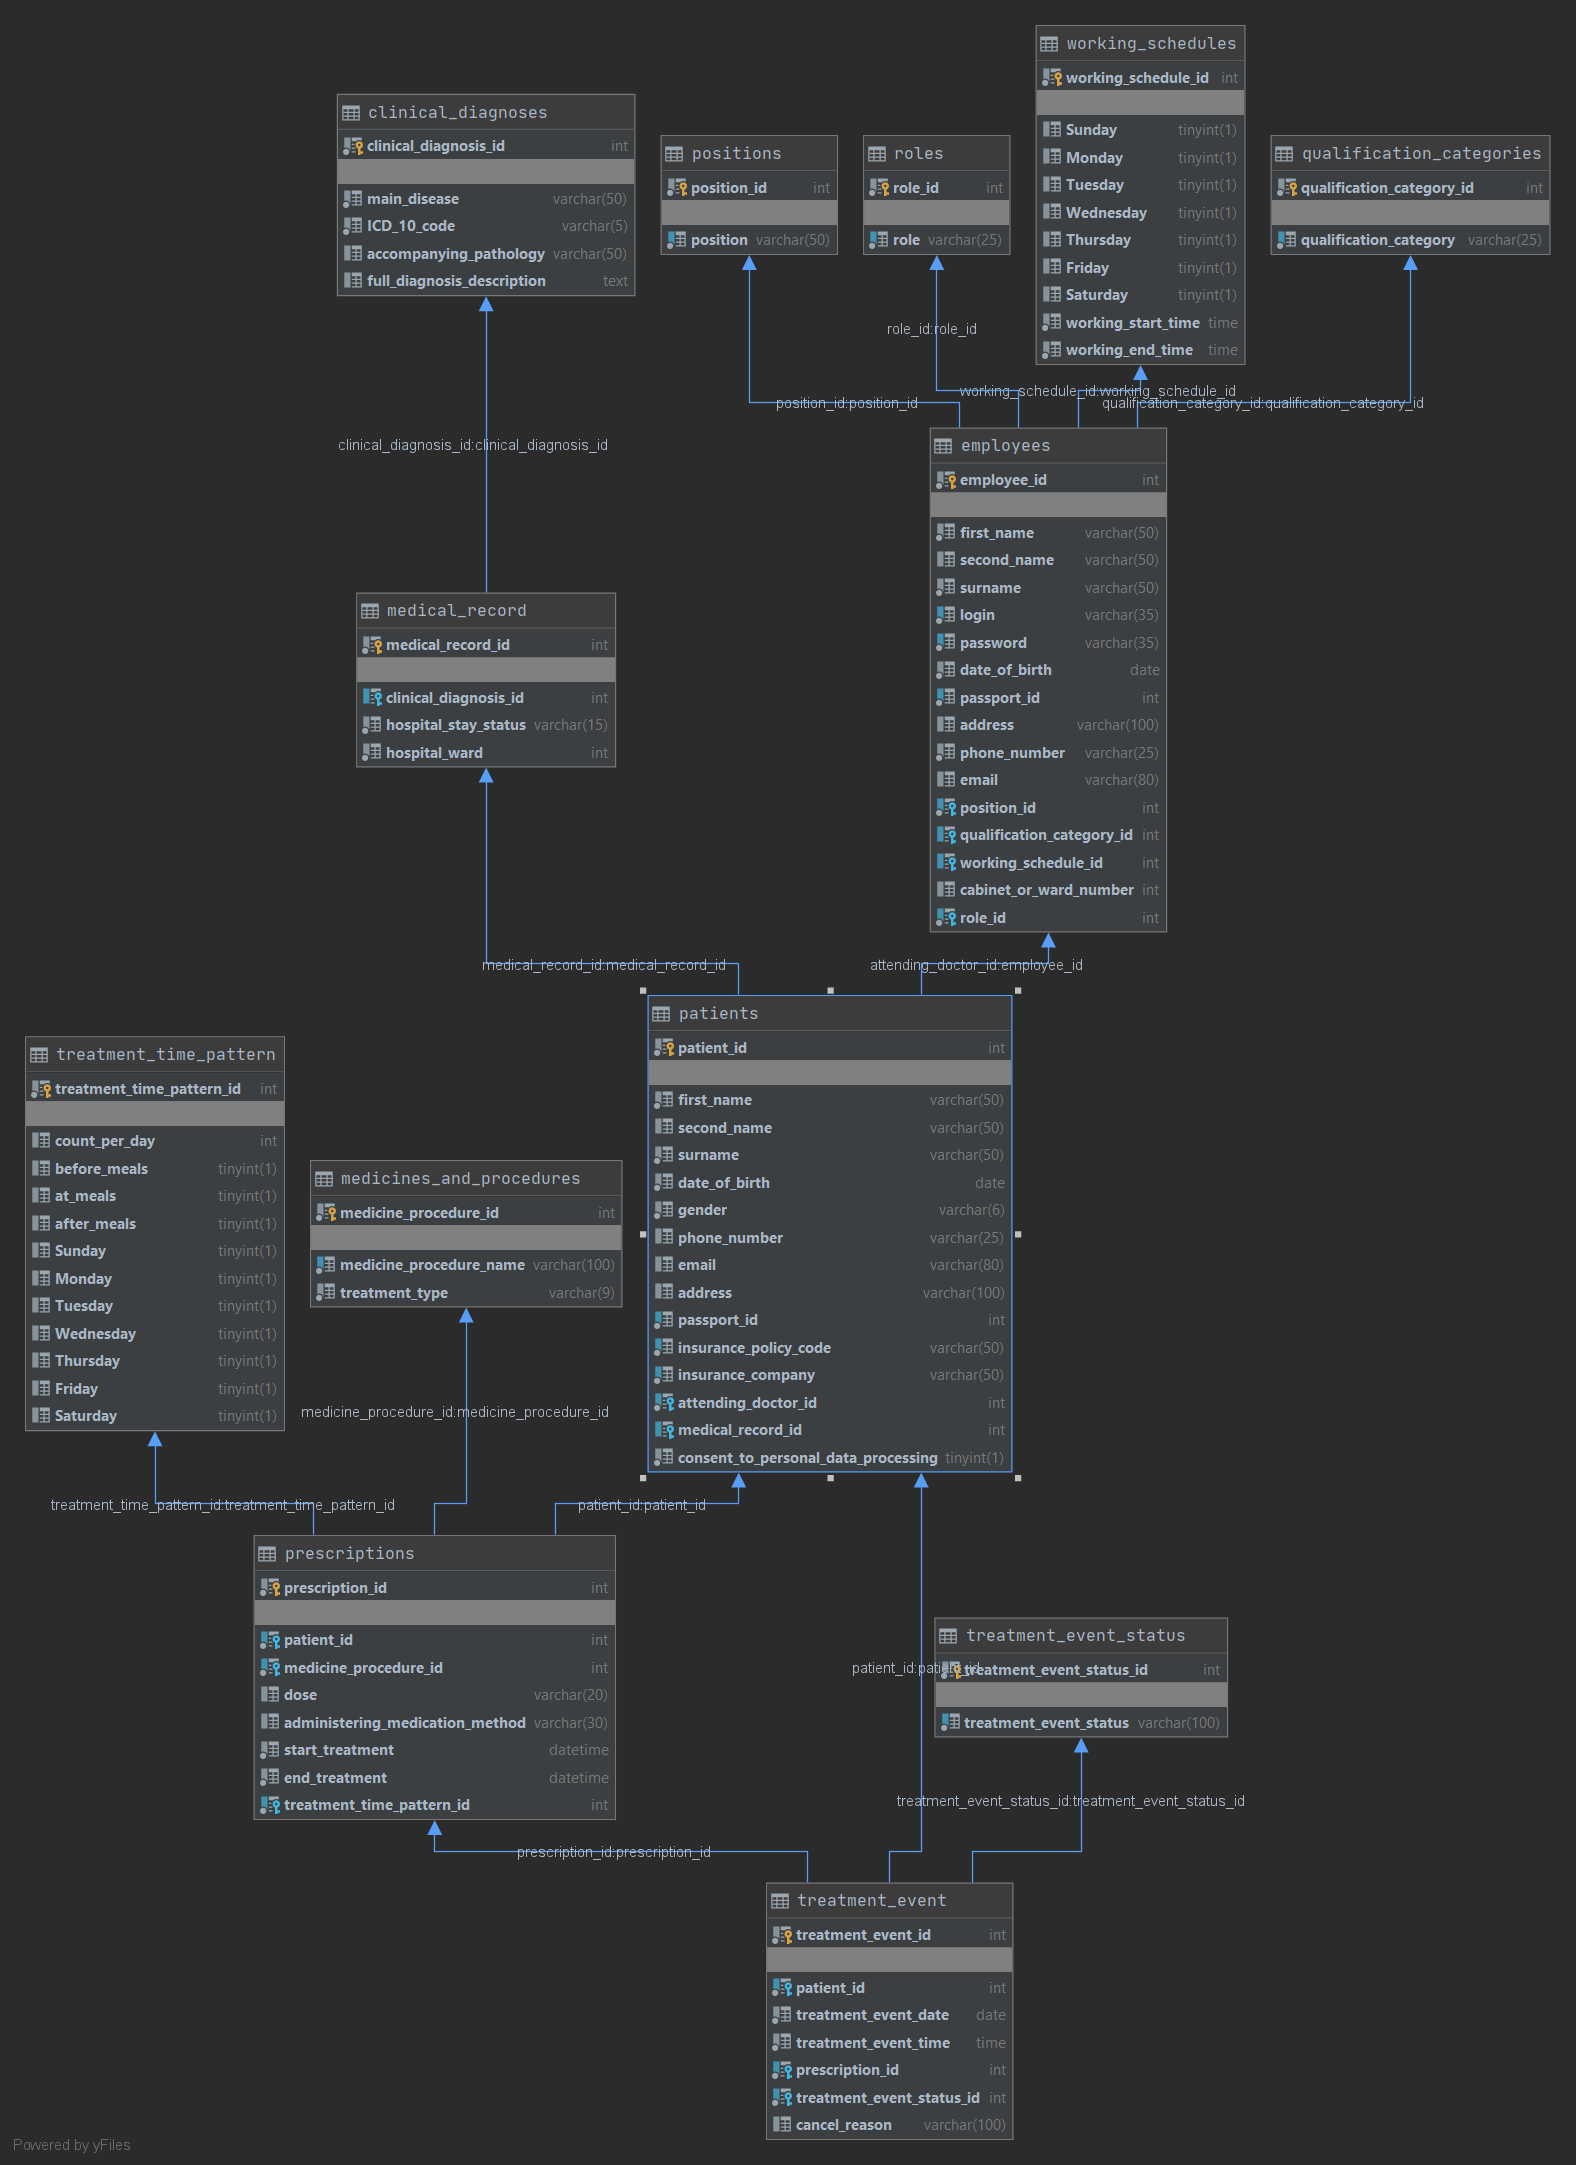 working_schedules
working_schedule_id int
Sunday tinyint(1)
Monday tinyint(1)
Tuesday tinyint(1)
Wednesday tinyint(1)
Thursday tinyint(1)
Friday tinyint(1)
Saturday tinyint(1)
working_start_time time
working_end_time time
clinical_diagnoses
clinical_diagnosis_id int
main_disease varchar(50)
ICD_10_code varchar(5)
accompanying_pathology varchar(50)
full_diagnosis_description text
positions
position_id int
position varchar(50)
roles
role_id int
role varchar(25)
qualification_categories
qualification_category_id int
qualification_category varchar(25)
role_id:role_id
working_schedule_id:working_schedule_id
position_id:position_id
qualification_category_id:qualification_category_id
clinical_diagnosis_id:clinical_diagnosis_id
employees
employee_id int
first_name varchar(50)
second_name varchar(50)
surname varchar(50)
login varchar(35)
password varchar(35)
date_of_birth date
passport_id int
address varchar(100)
phone_number varchar(25)
email varchar(80)
position_id int
qualification_category_id int
working_schedule_id int
cabinet_or_ward_number int
role_id int
medical_record
medical_record_id int
clinical_diagnosis_id int
hospital_stay_status varchar(15)
hospital_ward int
medical_record_id:medical_record_id
attending_doctor_id:employee_id
patients
patient_id int
first_name varchar(50)
second_name varchar(50)
surname varchar(50)
date_of_birth date
gender varchar(6)
phone_number varchar(25)
email varchar(80)
address varchar(100)
passport_id int
insurance_policy_code varchar(50)
insurance_company varchar(50)
attending_doctor_id int
medical_record_id int
consent_to_personal_data_processing tinyint(1)
treatment_time_pattern
treatment_time_pattern_id int
count_per_day int
before_meals tinyint(1)
at_meals tinyint(1)
after_meals tinyint(1)
Sunday tinyint(1)
Monday tinyint(1)
Tuesday tinyint(1)
Wednesday tinyint(1)
Thursday tinyint(1)
Friday tinyint(1)
Saturday tinyint(1)
medicines_and_procedures
medicine_procedure_id int
medicine_procedure_name varchar(100)
treatment_type varchar(9)
medicine_procedure_id:medicine_procedure_id
treatment_time_pattern_id:treatment_time_pattern_id
patient_id:patient_id
prescriptions
prescription_id int
patient_id int
medicine_procedure_id int
dose varchar(20)
administering_medication_method varchar(30)
start_treatment datetime
end_treatment datetime
treatment_time_pattern_id int
treatment_event_status
patient_id:patient_id
treatment_event_status_id int
treatment_event_status varchar(100)
treatment_event_status_id:treatment_event_status_id
prescription_id:prescription_id
treatment_event
treatment_event_id int
patient_id int
treatment_event_date date
treatment_event_time time
prescription_id int
treatment_event_status_id int
cancel_reason varchar(100)
Powered by yFiles